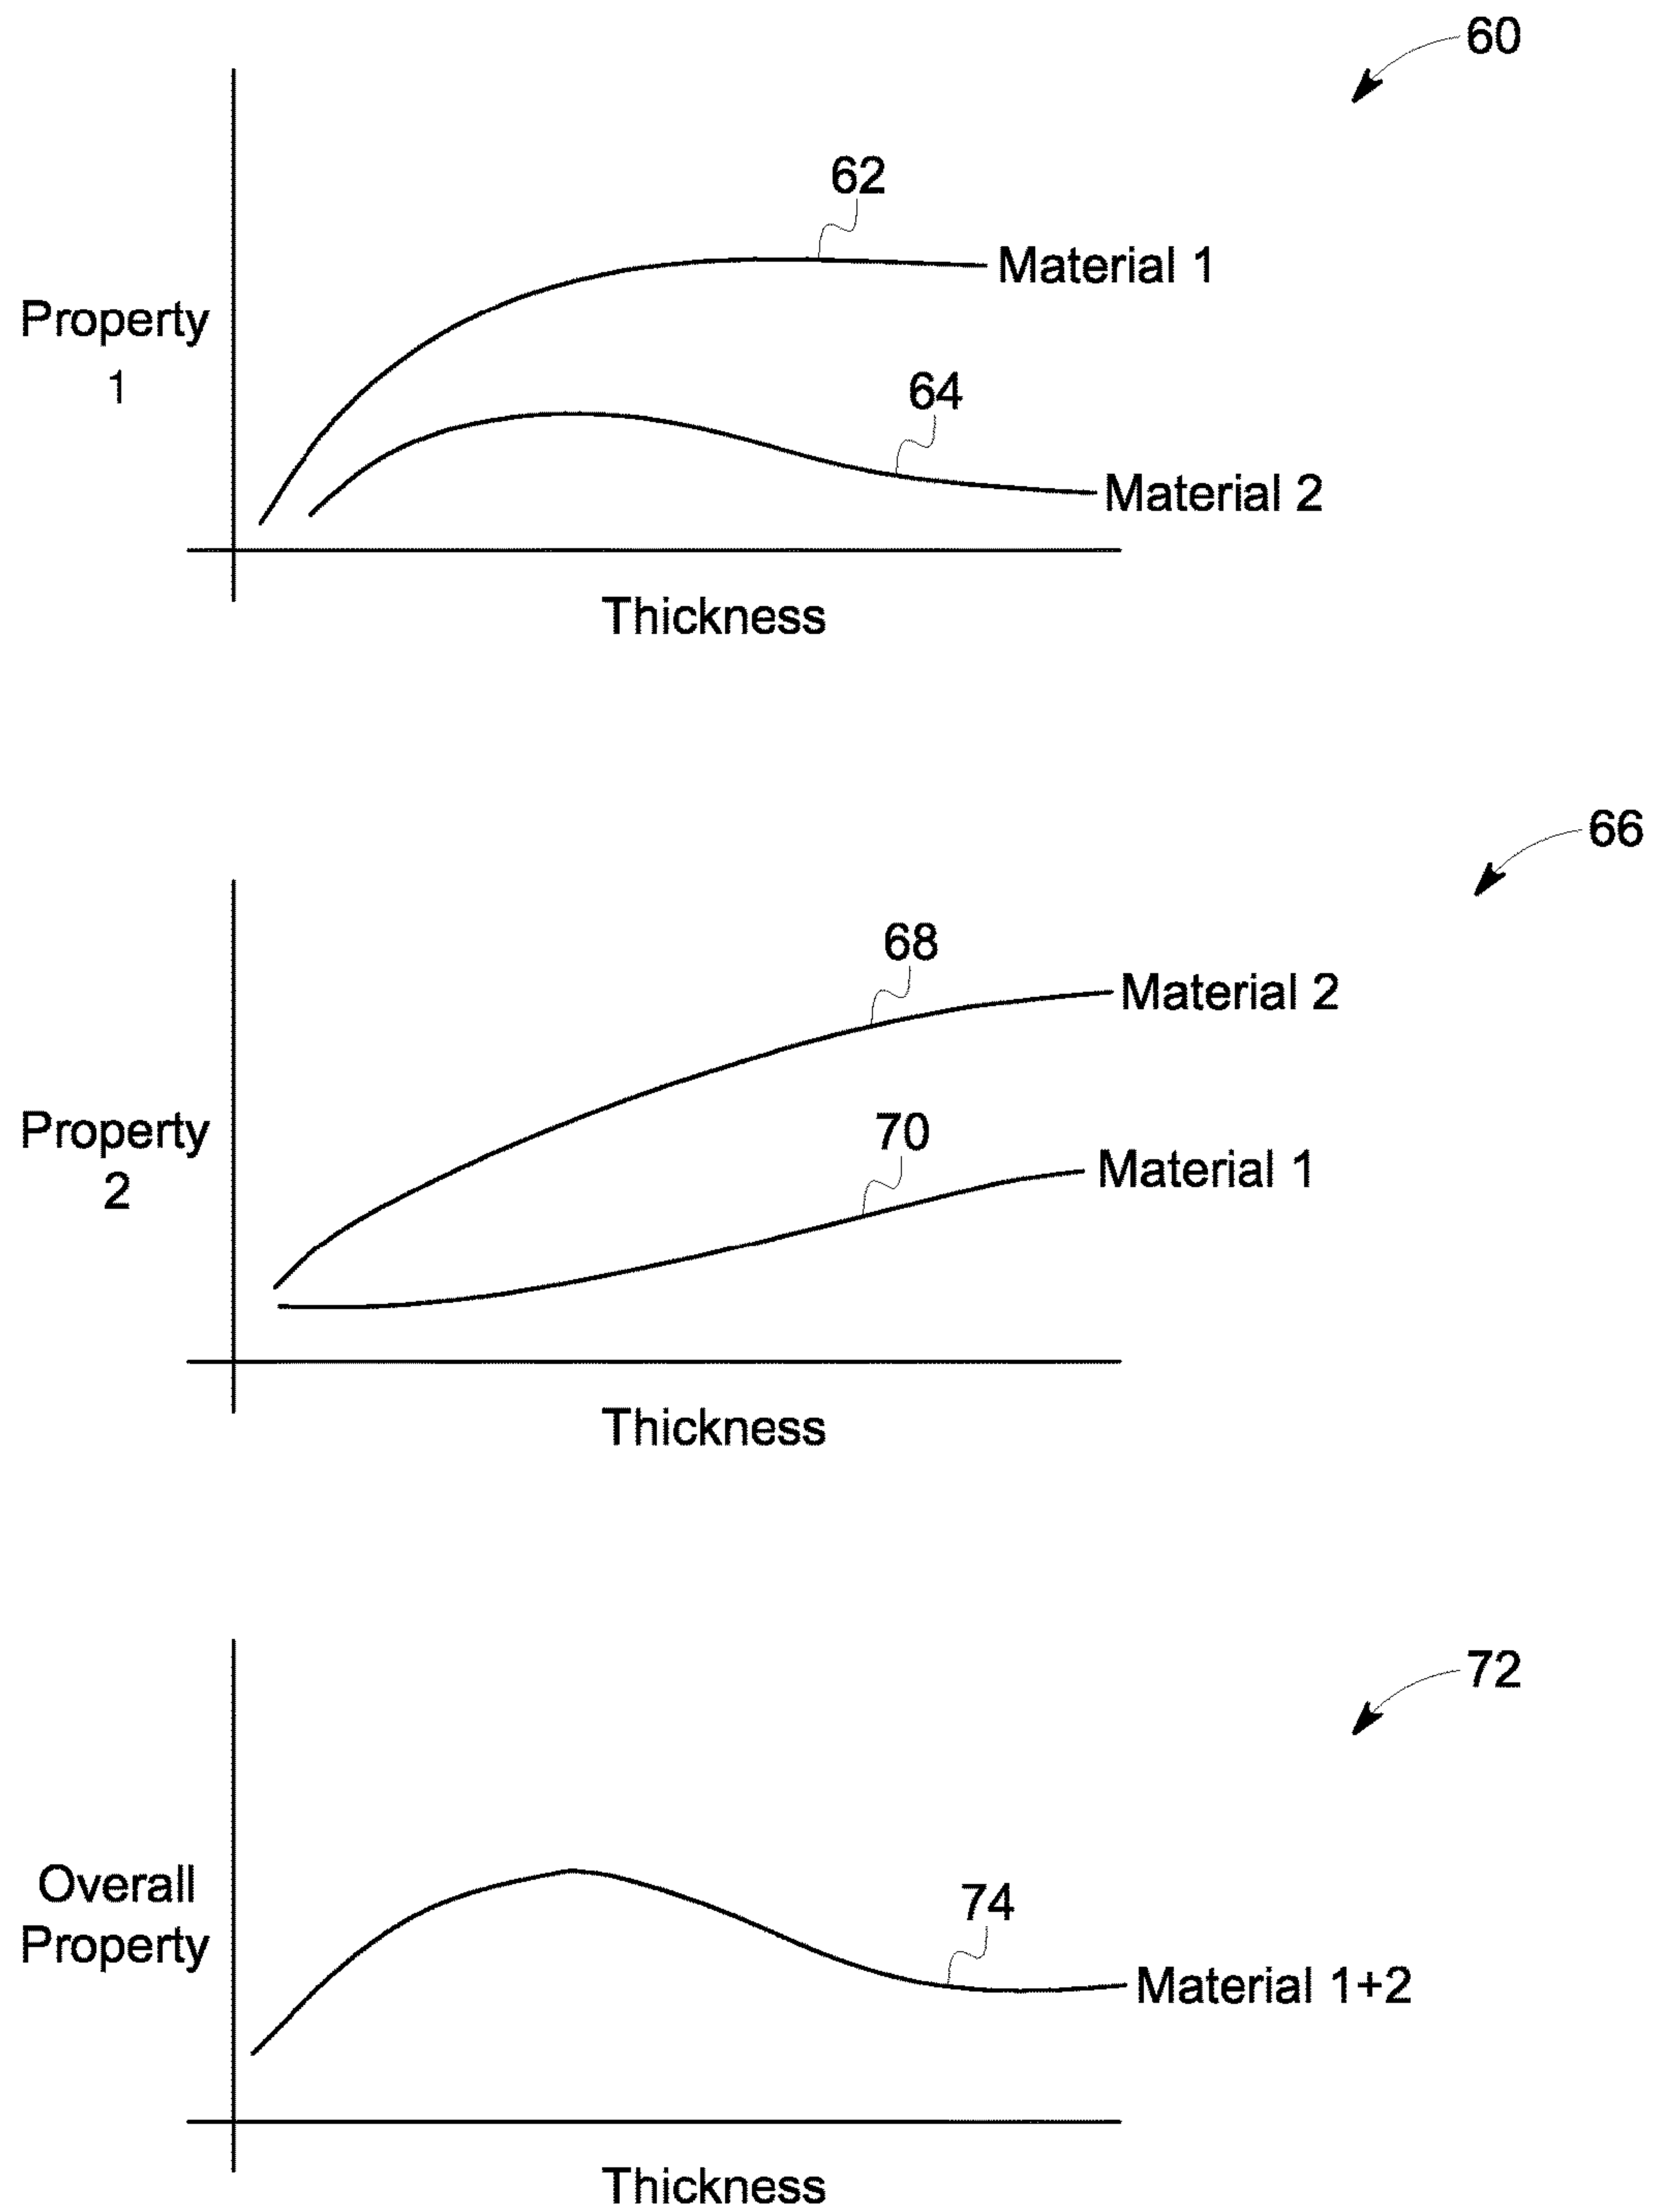 60
62
Material 1
Property
1
64
Material 2
Thickness
66
68
Material 2
Property
2
70
Material 1
Thickness
72
Overall
Property
74
Material 1+2
Thickness